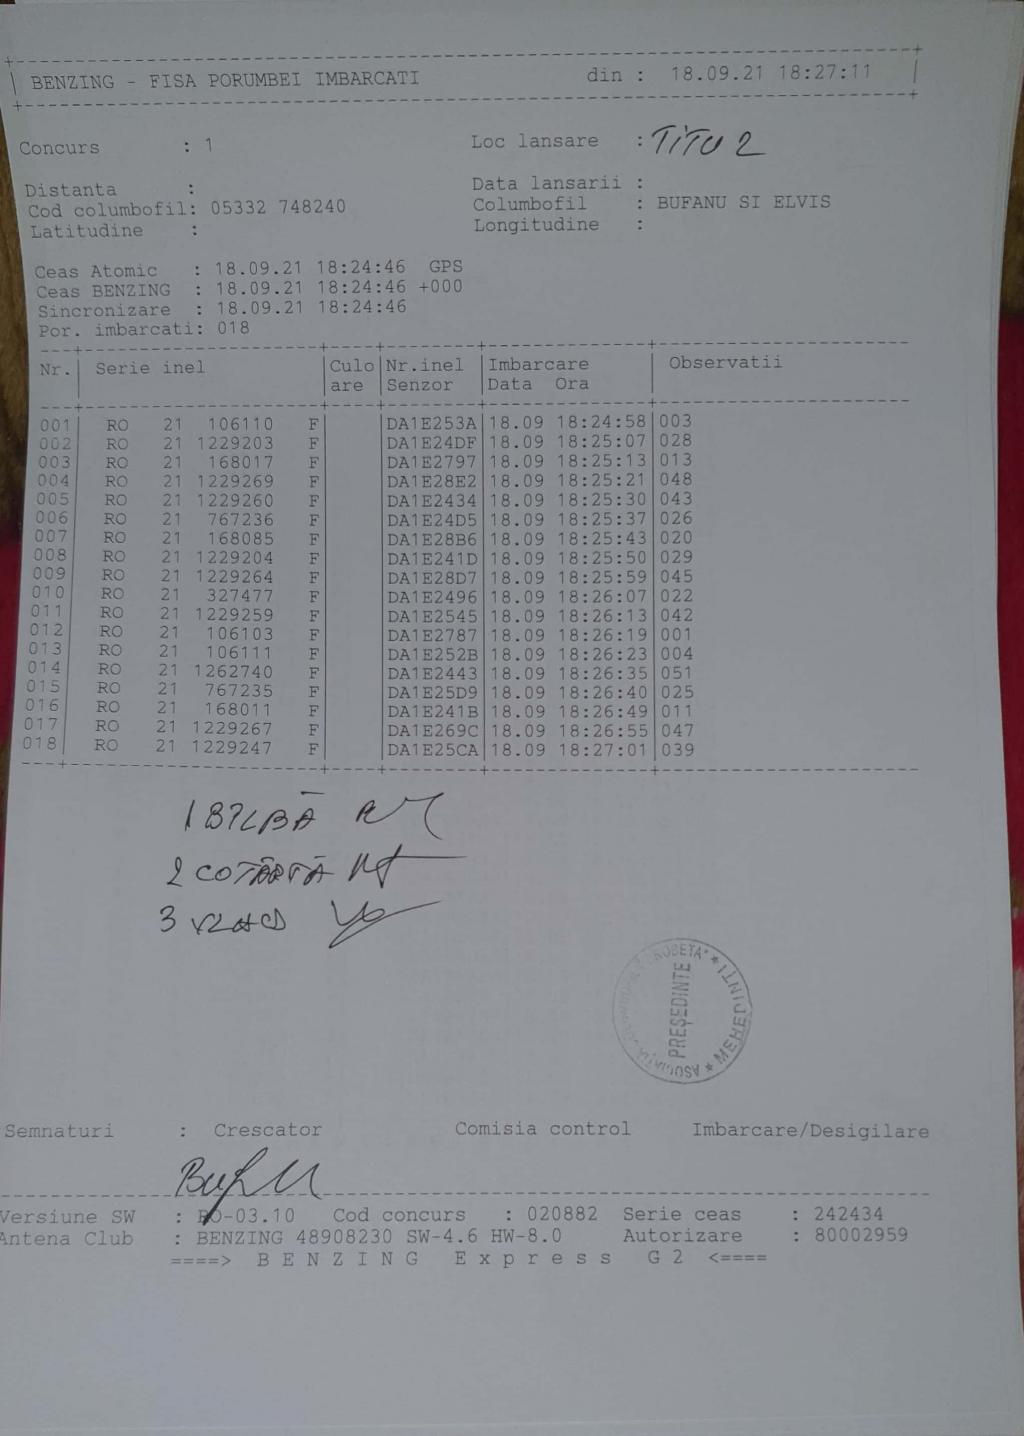 BENZING - FISA PORUMBEI IMBARCATI din : 18.09.21 18:27:11
Concurs : 1 Loc lansare : TITU 2
Distanta : Data lansarii :
Cod columbofil: 05332 748240 Columbofil : BUFANU SI ELVIS
Latitudine : Longitudine :
Ceas Atomic : 18.09.21 18:24:46 GPS
Ceas BENZING : 18.09.21 18:24:46 +000
Sincronizare : 18.09.21 18:24:46
Por. imbarcati: 018
Nr. Serie inel Culo Nr.inel Imbarcare Observatii
are Senzor Data Ora
001 RO 21 106110 F DA1E253A 18.09 18:24:58 003
002 RO 21 1229203 F DA1E24DF 18.09 18:25:07 028
003 RO 21 168017 F DA1E2797 18.09 18:25:13 013
004 RO 21 1229269 F DA1E28E2 18.09 18:25:21 048
005 RO 21 1229260 F DA1E2434 18.09 18:25:30 043
006 RO 21 767236 F DA1E24D5 18.09 18:25:37 026
007 RO 21 168085 F DA1E28B6 18.09 18:25:43 020
008 RO 21 1229204 F DA1E241D 18.09 18:25:50 029
009 RO 21 1229264 F DA1E28D7 18.09 18:25:59 045
010 RO 21 327477 F DA1E2496 18.09 18:26:07 022
011 RO 21 1229259 F DA1E2545 18.09 18:26:13 042
012 RO 21 106103 F DA1E2787 18.09 18:26:19 001
013 RO 21 106111 F DA1E252B 18.09 18:26:23 004
014 RO 21 1262740 F DA1E2443 18.09 18:26:35 051
015 RO 21 767235 F DA1E25D9 18.09 18:26:40 025
016 RO 21 168011 F DA1E241B 18.09 18:26:49 011
017 RO 21 1229267 F DA1E269C 18.09 18:26:55 047
018 RO 21 1229247 F DA1E25CA 18.09 18:27:01 039
1 BÎLBĂ
2 COTÂRȚĂ
3 VLAD
PREȘEDINTE
MEHEDINȚI
Semnaturi : Crescator Comisia control Imbarcare/Desigilare
Versiune SW : RO-03.10 Cod concurs : 020882 Serie ceas : 242434
Antena Club : BENZING 48908230 SW-4.6 HW-8.0 Autorizare : 80002959
====> B E N Z I N G E x p r e s s G 2 <====